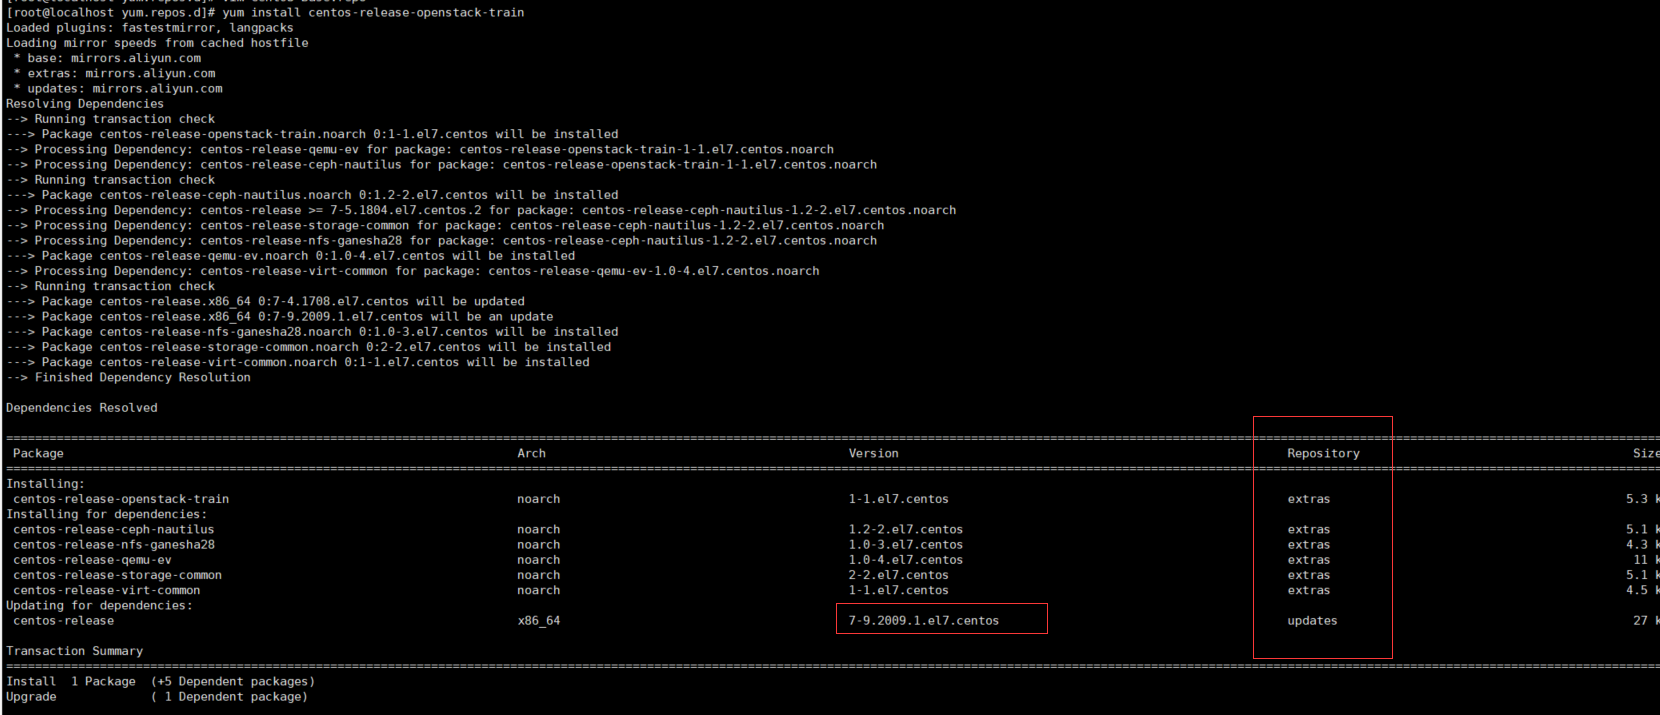 [root@localhost yum.repos.d]# yum install centos-release-openstack-train
Loaded plugins: fastestmirror, langpacks
Loading mirror speeds from cached hostfile
 * base: mirrors.aliyun.com
 * extras: mirrors.aliyun.com
 * updates: mirrors.aliyun.com
Resolving Dependencies
--> Running transaction check
---> Package centos-release-openstack-train.noarch 0:1-1.el7.centos will be installed
--> Processing Dependency: centos-release-qemu-ev for package: centos-release-openstack-train-1-1.el7.centos.noarch
--> Processing Dependency: centos-release-ceph-nautilus for package: centos-release-openstack-train-1-1.el7.centos.noarch
--> Running transaction check
---> Package centos-release-ceph-nautilus.noarch 0:1.2-2.el7.centos will be installed
--> Processing Dependency: centos-release >= 7-5.1804.el7.centos.2 for package: centos-release-ceph-nautilus-1.2-2.el7.centos.noarch
--> Processing Dependency: centos-release-storage-common for package: centos-release-ceph-nautilus-1.2-2.el7.centos.noarch
--> Processing Dependency: centos-release-nfs-ganesha28 for package: centos-release-ceph-nautilus-1.2-2.el7.centos.noarch
---> Package centos-release-qemu-ev.noarch 0:1.0-4.el7.centos will be installed
--> Processing Dependency: centos-release-virt-common for package: centos-release-qemu-ev-1.0-4.el7.centos.noarch
--> Running transaction check
---> Package centos-release.x86_64 0:7-4.1708.el7.centos will be updated
---> Package centos-release.x86_64 0:7-9.2009.1.el7.centos will be an update
---> Package centos-release-nfs-ganesha28.noarch 0:1.0-3.el7.centos will be installed
---> Package centos-release-storage-common.noarch 0:2-2.el7.centos will be installed
---> Package centos-release-virt-common.noarch 0:1-1.el7.centos will be installed
--> Finished Dependency Resolution
Dependencies Resolved
Package Arch Version Repository Size
Installing:
centos-release-openstack-train noarch 1-1.el7.centos extras 5.3 k
Installing for dependencies:
centos-release-ceph-nautilus noarch 1.2-2.el7.centos extras 5.1 k
centos-release-nfs-ganesha28 noarch 1.0-3.el7.centos extras 4.3 k
centos-release-qemu-ev noarch 1.0-4.el7.centos extras 11 k
centos-release-storage-common noarch 2-2.el7.centos extras 5.1 k
centos-release-virt-common noarch 1-1.el7.centos extras 4.5 k
Updating for dependencies:
centos-release x86_64 7-9.2009.1.el7.centos updates 27 k
Transaction Summary
Install  1 Package  (+5 Dependent packages)
Upgrade             ( 1 Dependent package)